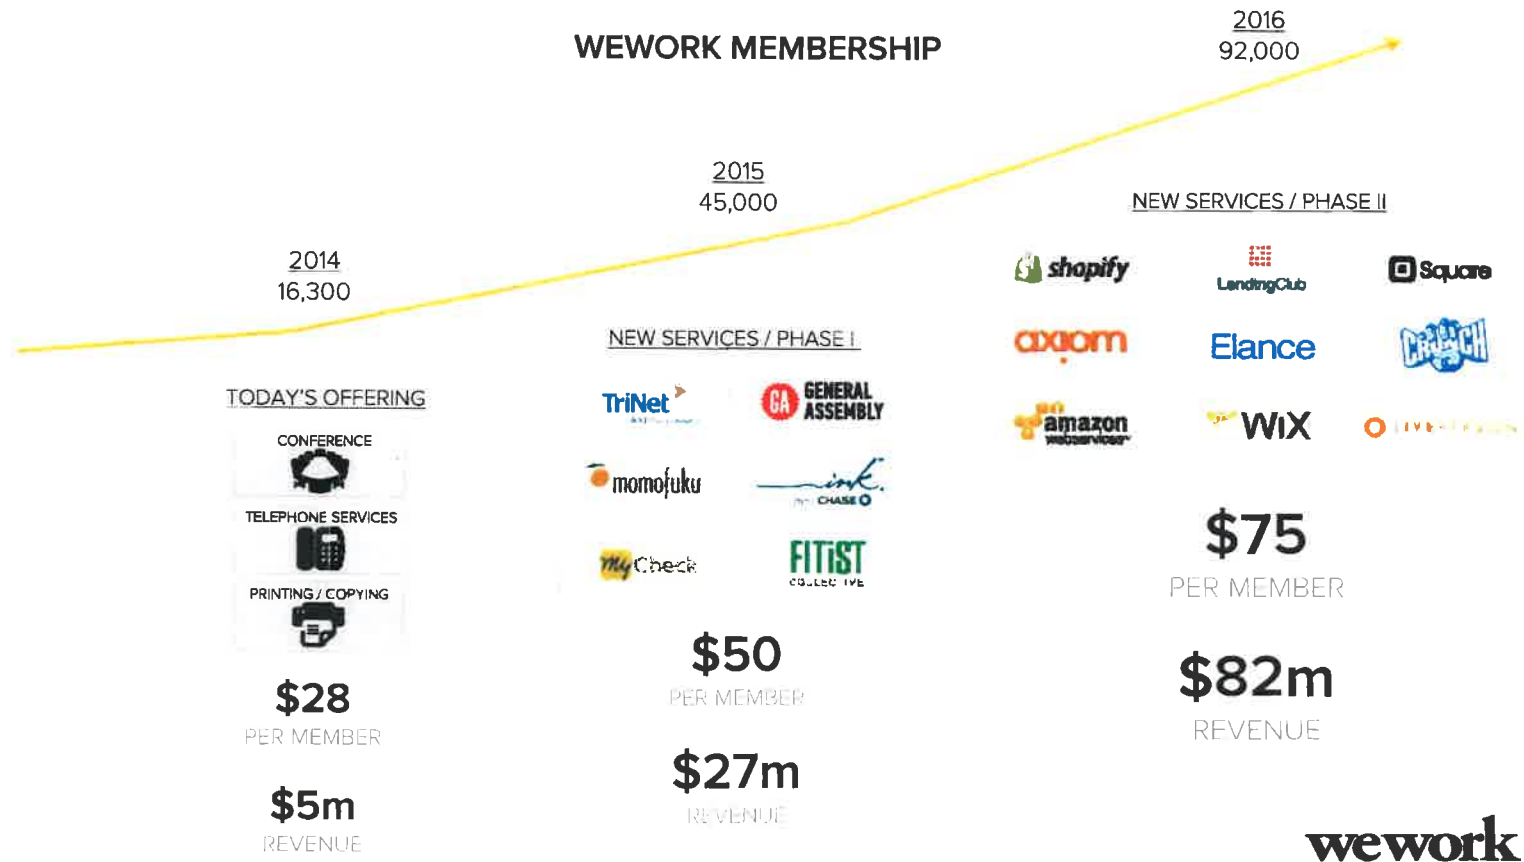 WEWORK MEMBERSHIP
2014
16,300
TODAY'S OFFERING
CONFERENCE
TELEPHONE SERVICES
PRINTING / COPYING
$28
PER MEMBER
$5m
REVENUE
2015
45,000
NEW SERVICES / PHASE I
TriNet
GA GENERAL ASSEMBLY
momofuku
ink.
CHASE
myCheck
FITiST
COLLECTIVE
$50
PER MEMBER
$27m
REVENUE
2016
92,000
NEW SERVICES / PHASE II
shopify
LendingClub
Square
axiom
Elance
CRUNCH
amazon
webservices
WiX
$75
PER MEMBER
$82m
REVENUE
wework